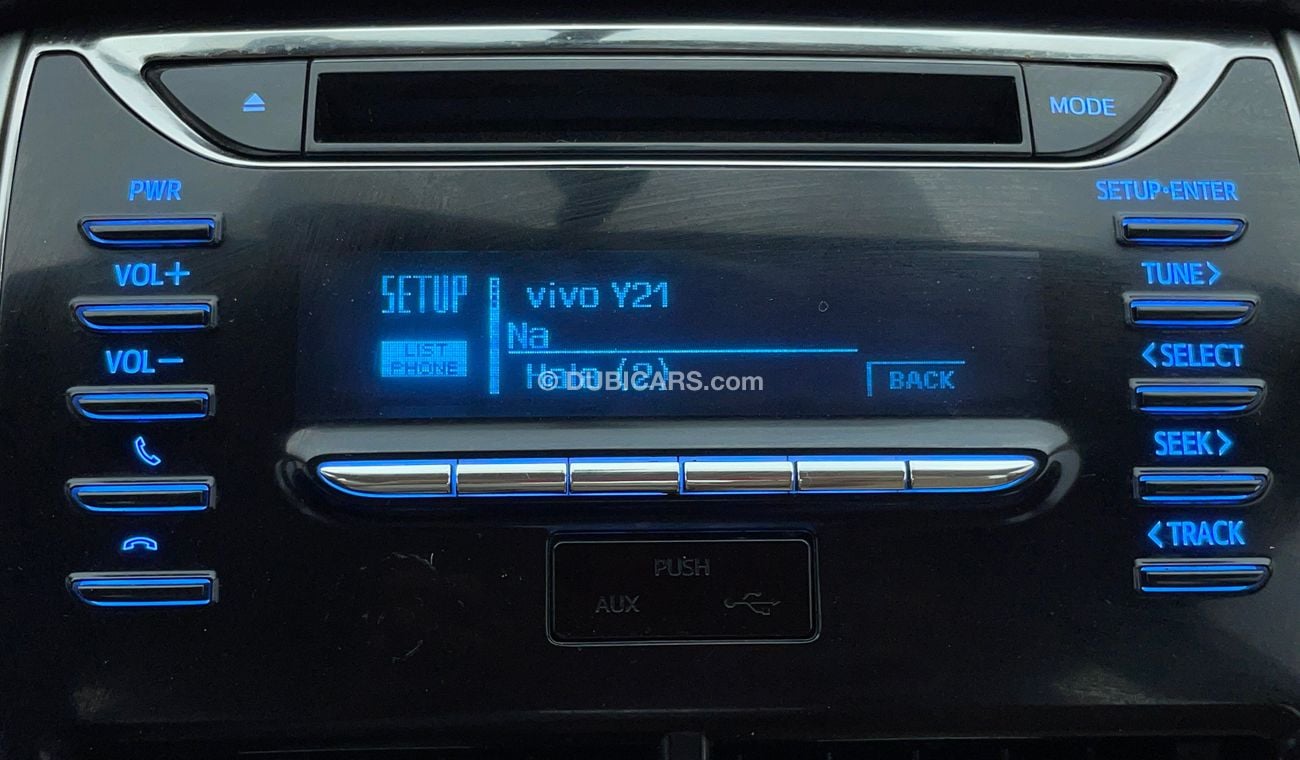 MODE
PWR
SETUP•ENTER
VOL+
TUNE>
VOL−
<SELECT
SEEK>
<TRACK
SETUP
LIST
PHONE
vivo Y21
Na
© DUBICARS.com
BACK
PUSH
AUX